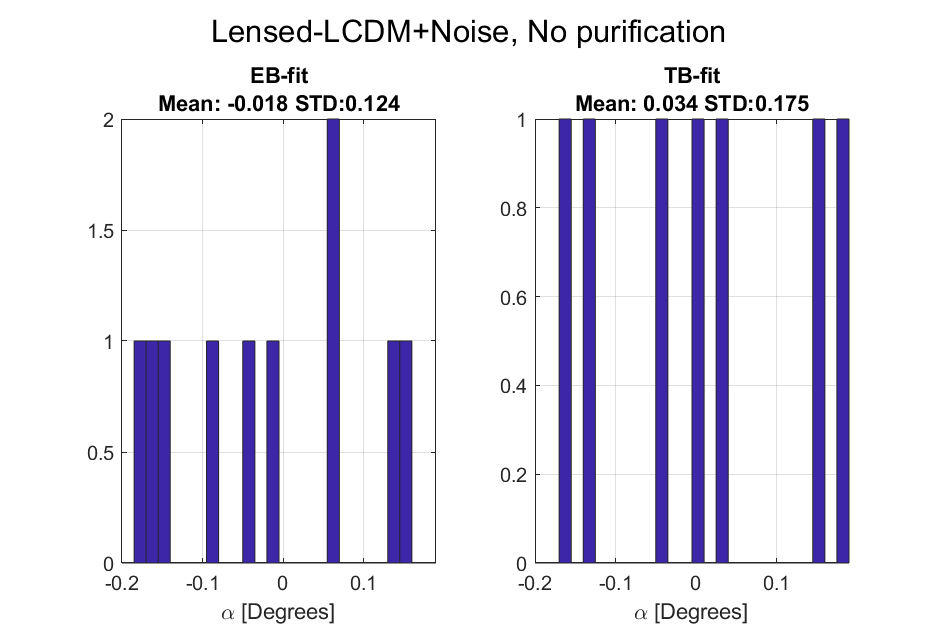 Lensed-LCDM+Noise, No purification
EB-fit
Mean: -0.018 STD:0.124
2
1.5
1
0.5
0
-0.2
-0.1
0
0.1
α [Degrees]
TB-fit
Mean: 0.034 STD:0.175
1
0.8
0.6
0.4
0.2
0
-0.2
-0.1
0
0.1
α [Degrees]